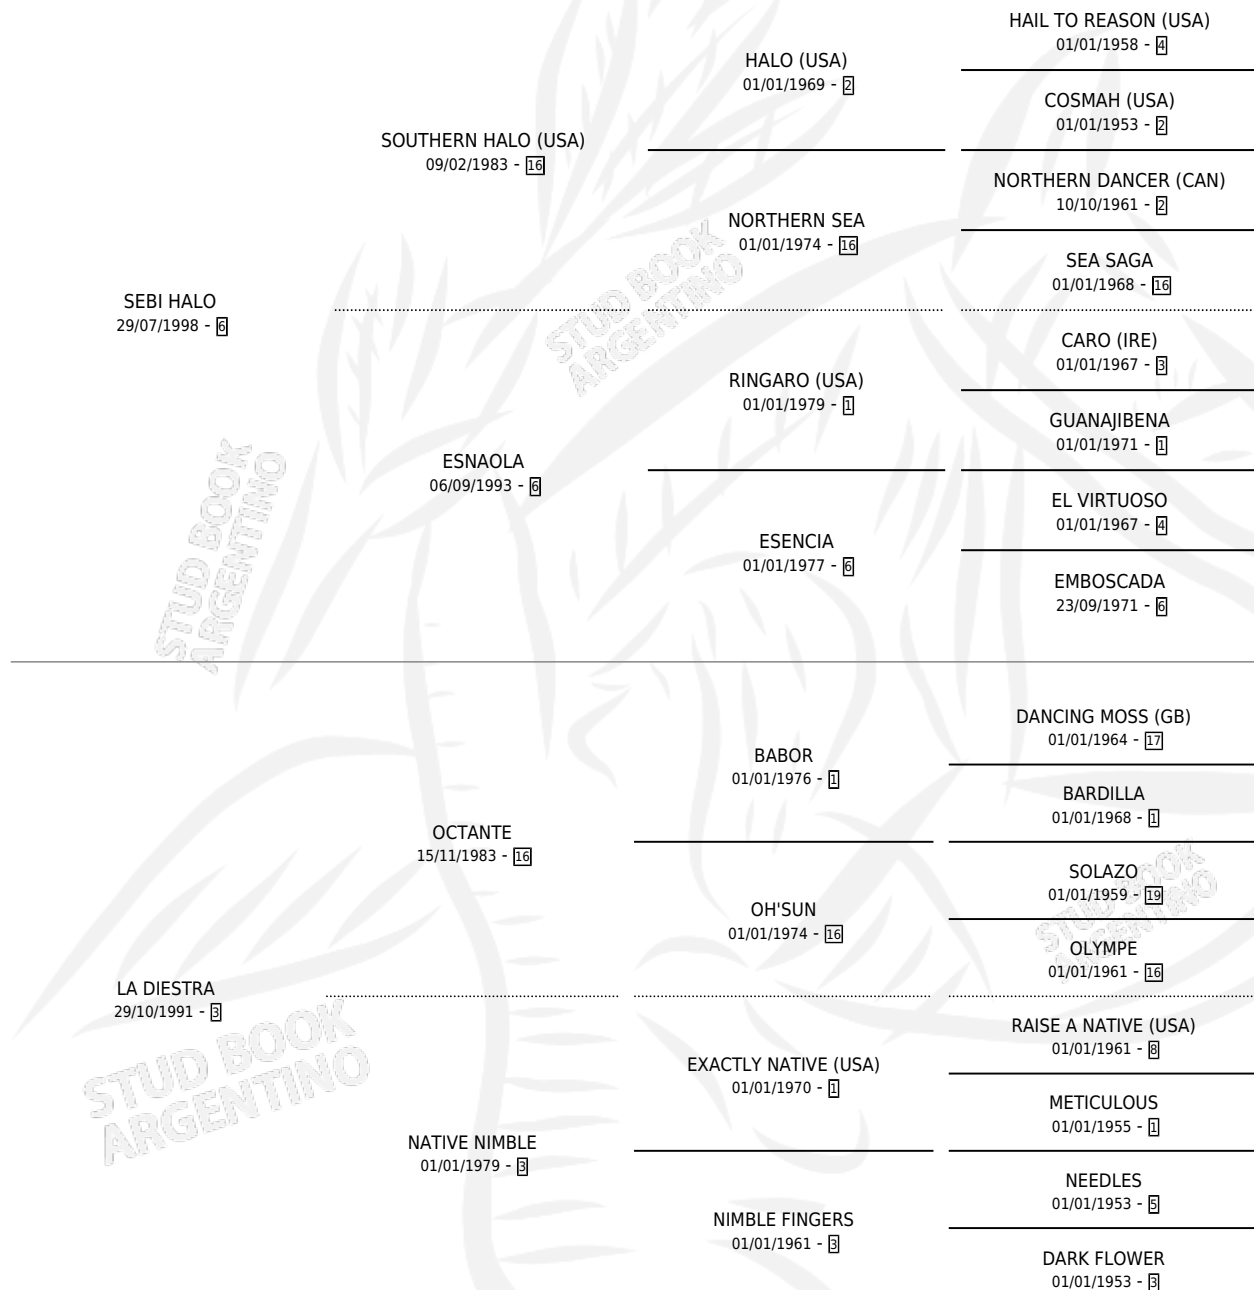 SEBI HALO
29/07/1998 - 6
SOUTHERN HALO (USA)
09/02/1983 - 16
HALO (USA)
01/01/1969 - 2
HAIL TO REASON (USA)
01/01/1958 - 4
COSMAH (USA)
01/01/1953 - 2
NORTHERN SEA
01/01/1974 - 16
NORTHERN DANCER (CAN)
10/10/1961 - 2
SEA SAGA
01/01/1968 - 16
ESNAOLA
06/09/1993 - 6
RINGARO (USA)
01/01/1979 - 1
CARO (IRE)
01/01/1967 - 3
GUANAJIBENA
01/01/1971 - 1
ESENCIA
01/01/1977 - 6
EL VIRTUOSO
01/01/1967 - 4
EMBOSCADA
23/09/1971 - 6
LA DIESTRA
29/10/1991 - 3
OCTANTE
15/11/1983 - 16
BABOR
01/01/1976 - 1
DANCING MOSS (GB)
01/01/1964 - 17
BARDILLA
01/01/1968 - 1
OH'SUN
01/01/1974 - 16
SOLAZO
01/01/1959 - 19
OLYMPE
01/01/1961 - 16
NATIVE NIMBLE
01/01/1979 - 3
EXACTLY NATIVE (USA)
01/01/1970 - 1
RAISE A NATIVE (USA)
01/01/1961 - 8
METICULOUS
01/01/1955 - 1
NIMBLE FINGERS
01/01/1961 - 3
NEEDLES
01/01/1953 - 5
DARK FLOWER
01/01/1953 - 3
STUD BOOK
ARGENTINO
STUD BOOK
ARGENTINO
STUD BOOK
ARGENTINO
STUD BOOK
ARGENTINO